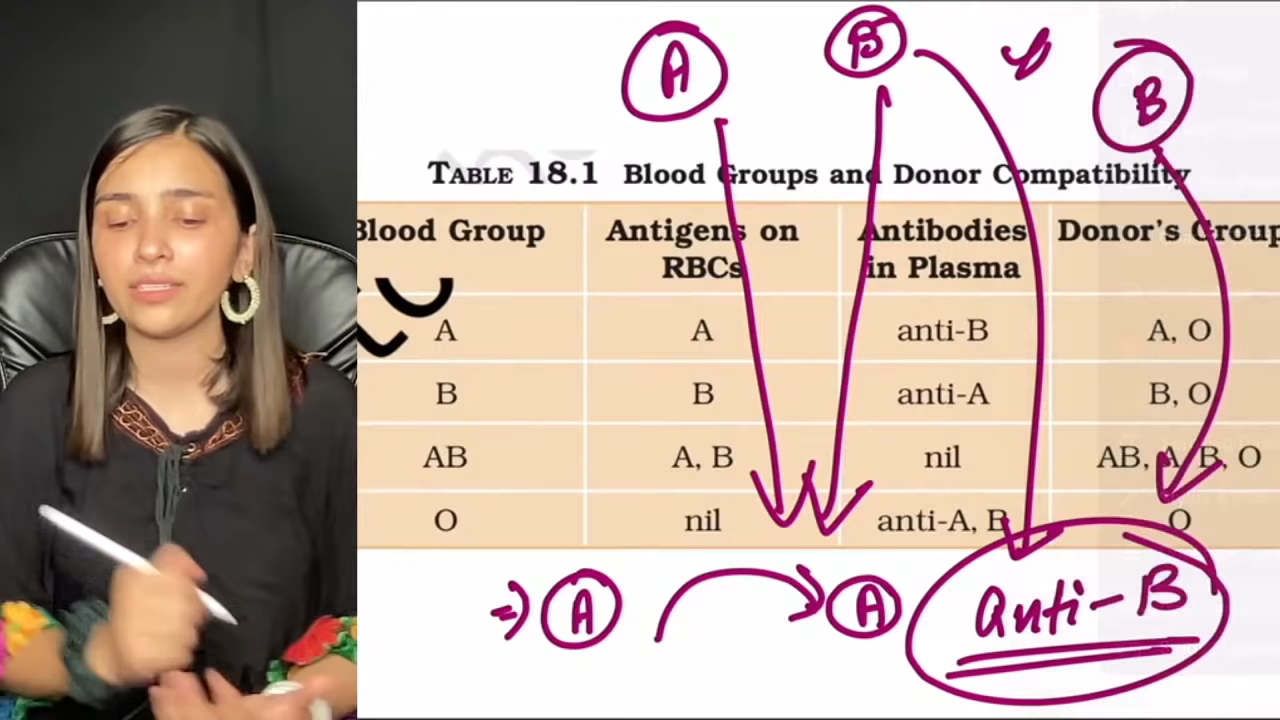 A B B
TABLE 18.1 Blood Groups and Donor Compatibility
Blood Group Antigens on RBCs Antibodies in Plasma Donor's Group
A A anti-B A, O
B B anti-A B, O
AB A, B nil AB, A, B, O
O nil anti-A, B O
⇒ A A anti-B